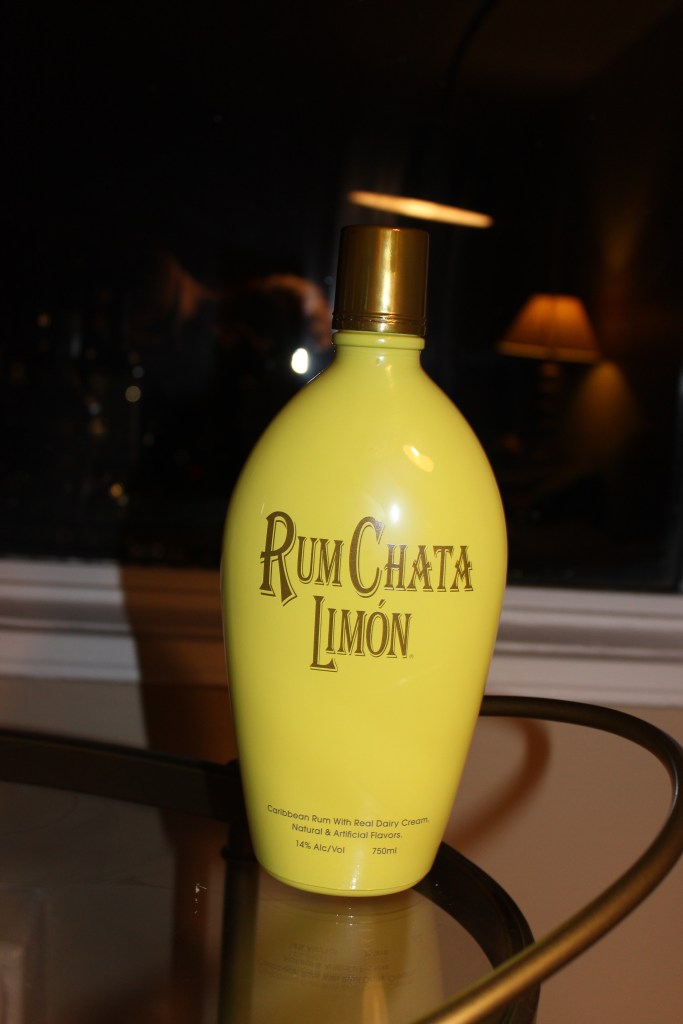 RUMCHATA
LIMÓN
Caribbean Rum With Real Dairy Cream,
Natural & Artificial Flavors.
14% Alc/Vol 750ml